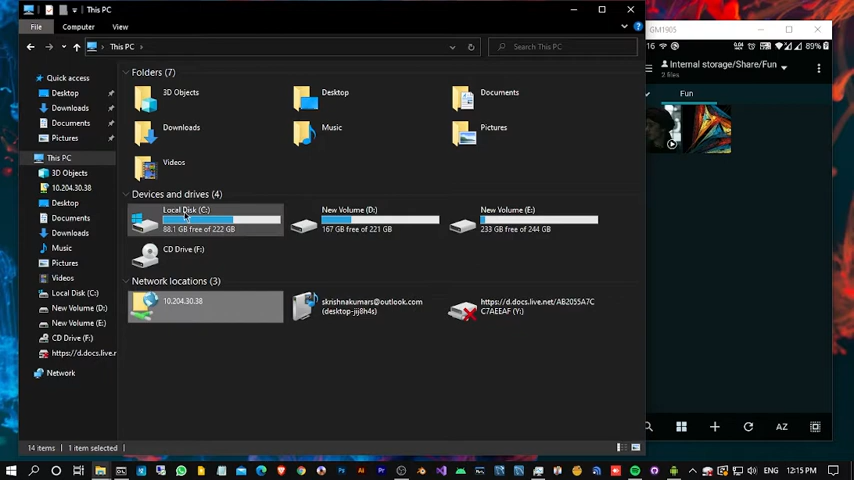 This PC
File
Computer
View
This PC
Search This PC
Quick access
Desktop
Downloads
Documents
Pictures
This PC
3D Objects
10.204.30.38
Desktop
Documents
Downloads
Music
Pictures
Videos
Local Disk (C:)
New Volume (D:)
New Volume (E:)
CD Drive (F:)
https://d.docs.live.r
Network
Folders (7)
3D Objects
Desktop
Documents
Downloads
Music
Pictures
Videos
Devices and drives (4)
Local Disk (C:)
88.1 GB free of 222 GB
New Volume (D:)
167 GB free of 221 GB
New Volume (E:)
233 GB free of 244 GB
CD Drive (F:)
Network locations (3)
10.204.30.38
skrishnakumars@outlook.com
(desktop-jij8h4s)
https://d.docs.live.net/AB2055A7C
C7AEEAF (Y:)
14 items
1 item selected
GM1905
16
89%
Internal storage/Share/Fun
2 files
Fun
AZ
ENG
12:15 PM